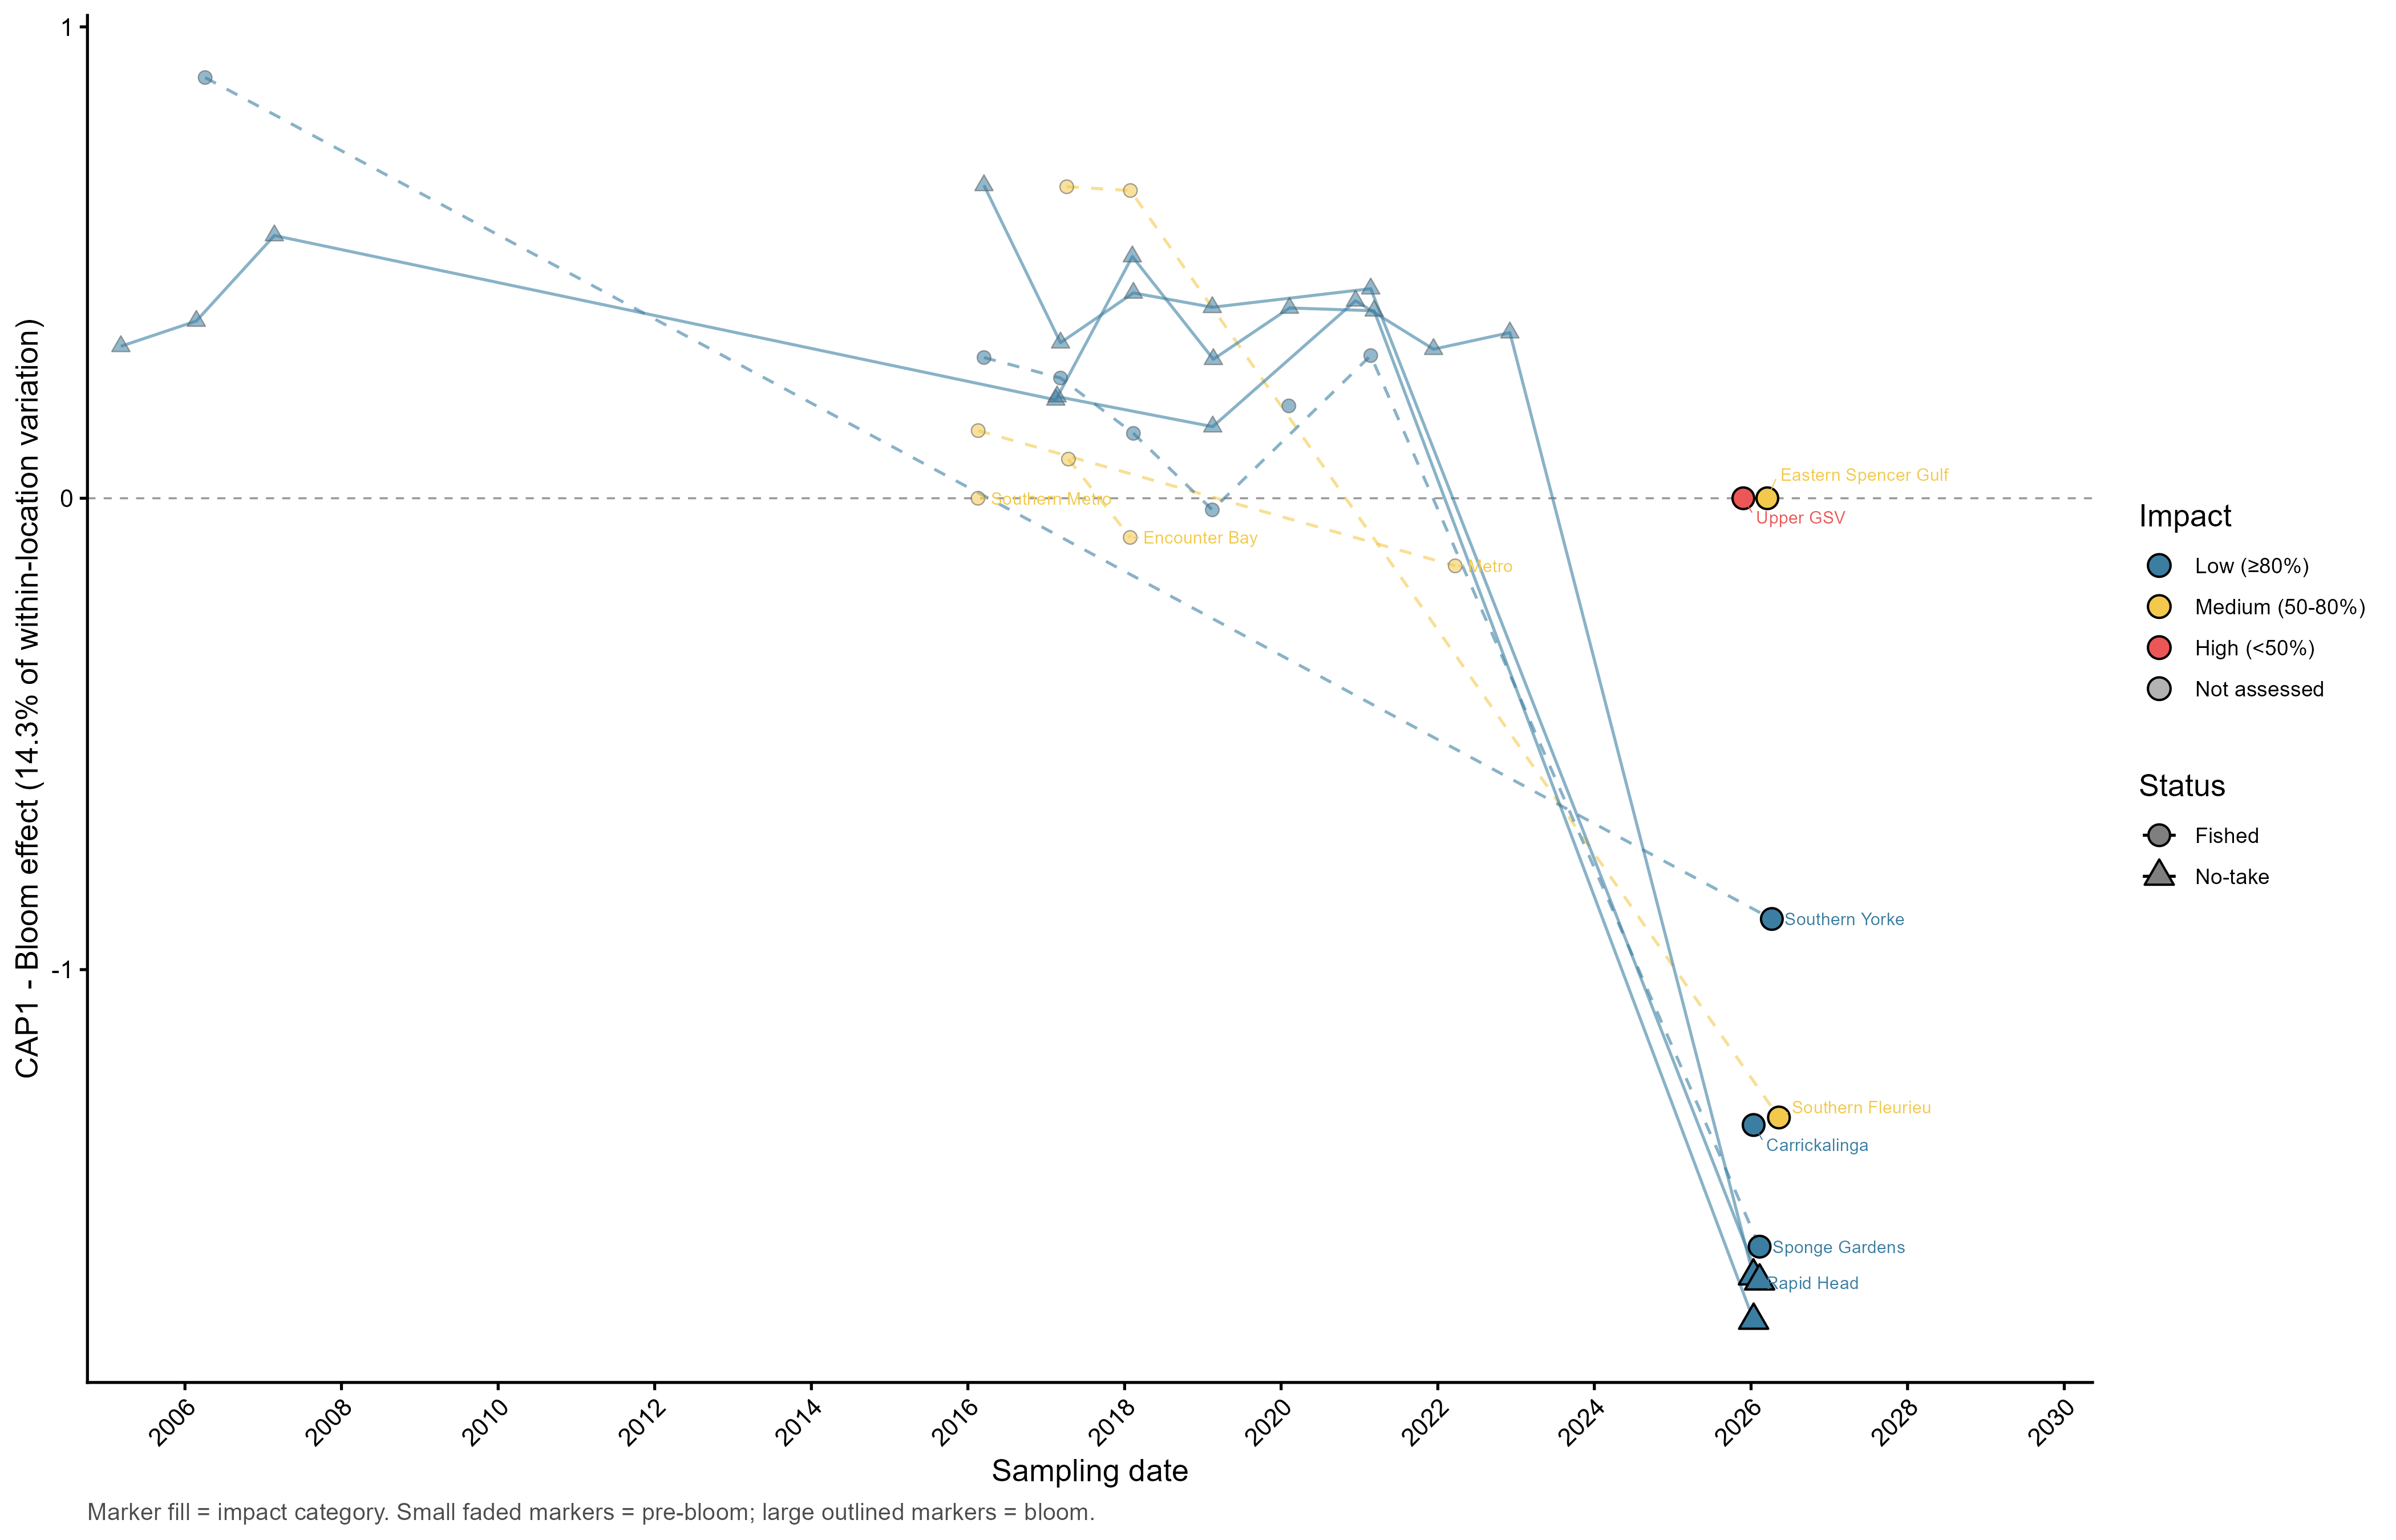 CAP1 - Bloom effect (14.3% of within-location variation)
1
0
-1
Southern Metro
Encounter Bay
Metro
Eastern Spencer Gulf
Upper GSV
Southern Yorke
Southern Fleurieu
Carrickalinga
Sponge Gardens
Rapid Head
2006
2008
2010
2012
2014
2016
2018
2020
2022
2024
2026
2028
2030
Sampling date
Impact
Low (≥80%)
Medium (50-80%)
High (<50%)
Not assessed
Status
Fished
No-take
Marker fill = impact category. Small faded markers = pre-bloom; large outlined markers = bloom.